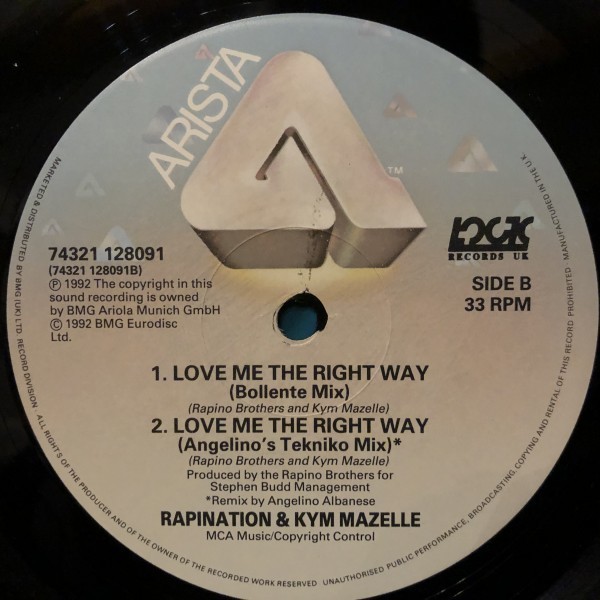 ARISTA
TM
LOGIC
RECORDS UK
74321 128091
(74321 128091B)
Ⓟ 1992 The copyright in this
sound recording is owned
by BMG Ariola Munich GmbH
© 1992 BMG Eurodisc
Ltd.
SIDE B
33 RPM
1. LOVE ME THE RIGHT WAY
(Bollente Mix)
(Rapino Brothers and Kym Mazelle)
2. LOVE ME THE RIGHT WAY
(Angelino's Tekniko Mix)*
(Rapino Brothers and Kym Mazelle)
Produced by the Rapino Brothers for
Stephen Budd Management
*Remix by Angelino Albanese
RAPINATION & KYM MAZELLE
MCA Music/Copyright Control
MARKETED & DISTRIBUTED BY BMG (UK) LTD. RECORD DIVISION · ALL RIGHTS OF THE PRODUCER AND OF THE OWNER OF THE RECORDED WORK RESERVED UNAUTHORISED PUBLIC PERFORMANCE, BROADCASTING, COPYING AND RENTAL OF THIS RECORD PROHIBITED · MANUFACTURED IN THE U.K.